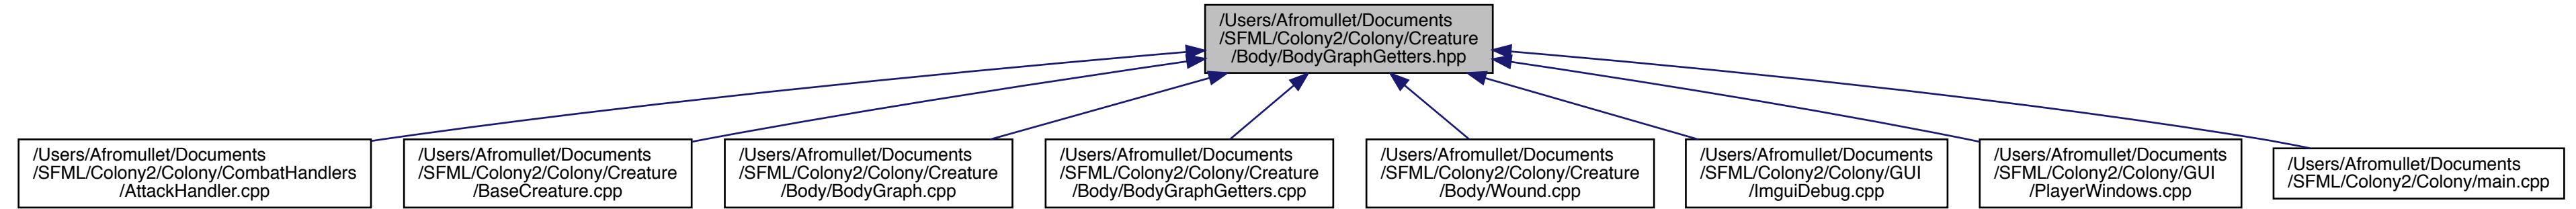 /Users/Afromullet/Documents
/SFML/Colony2/Colony/Creature
/Body/BodyGraphGetters.hpp
/Users/Afromullet/Documents
/SFML/Colony2/Colony/CombatHandlers
/AttackHandler.cpp
/Users/Afromullet/Documents
/SFML/Colony2/Colony/Creature
/BaseCreature.cpp
/Users/Afromullet/Documents
/SFML/Colony2/Colony/Creature
/Body/BodyGraph.cpp
/Users/Afromullet/Documents
/SFML/Colony2/Colony/Creature
/Body/BodyGraphGetters.cpp
/Users/Afromullet/Documents
/SFML/Colony2/Colony/Creature
/Body/Wound.cpp
/Users/Afromullet/Documents
/SFML/Colony2/Colony/GUI
/ImguiDebug.cpp
/Users/Afromullet/Documents
/SFML/Colony2/Colony/GUI
/PlayerWindows.cpp
/Users/Afromullet/Documents
/SFML/Colony2/Colony/main.cpp